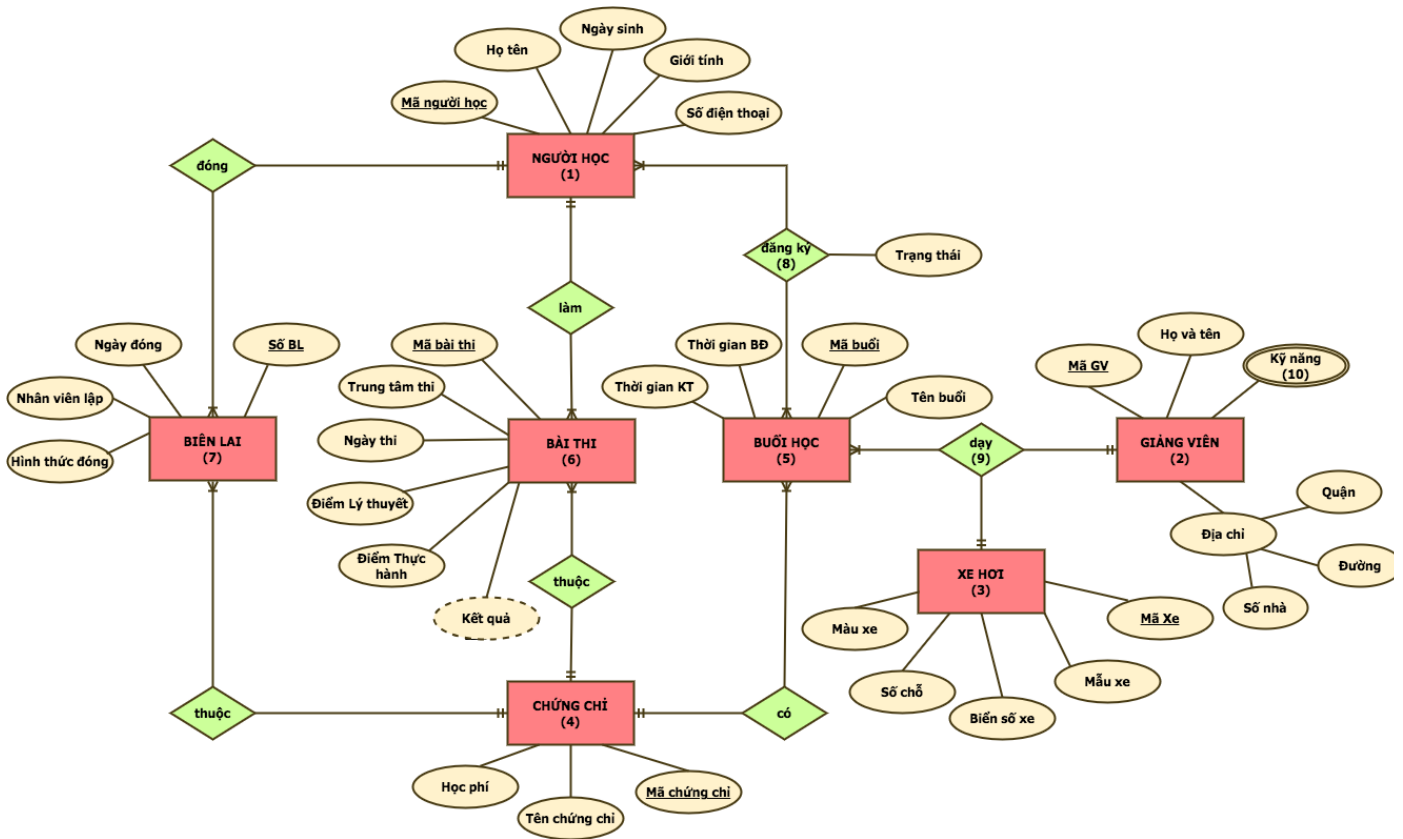 Ngày sinh
Họ tên
Giới tính
Mã người học
Số điện thoại
đóng
NGƯỜI HỌC
(1)
đăng ký
(8)
Trạng thái
làm
Ngày đóng
Số BL
Mã bài thi
Thời gian BĐ
Mã buổi
Họ và tên
Mã GV
Kỹ năng
(10)
Trung tâm thi
Thời gian KT
Nhân viên lập
Tên buổi
Ngày thi
Hình thức đóng
BIÊN LAI
(7)
BÀI THI
(6)
BUỔI HỌC
(5)
dạy
(9)
GIẢNG VIÊN
(2)
Điểm Lý thuyết
Quận
Địa chỉ
Điểm Thực
hành
Đường
thuộc
XE HƠI
(3)
Số nhà
Kết quả
Màu xe
Mã Xe
Số chỗ
Mẫu xe
Biển số xe
thuộc
CHỨNG CHỈ
(4)
có
Học phí
Mã chứng chỉ
Tên chứng chỉ